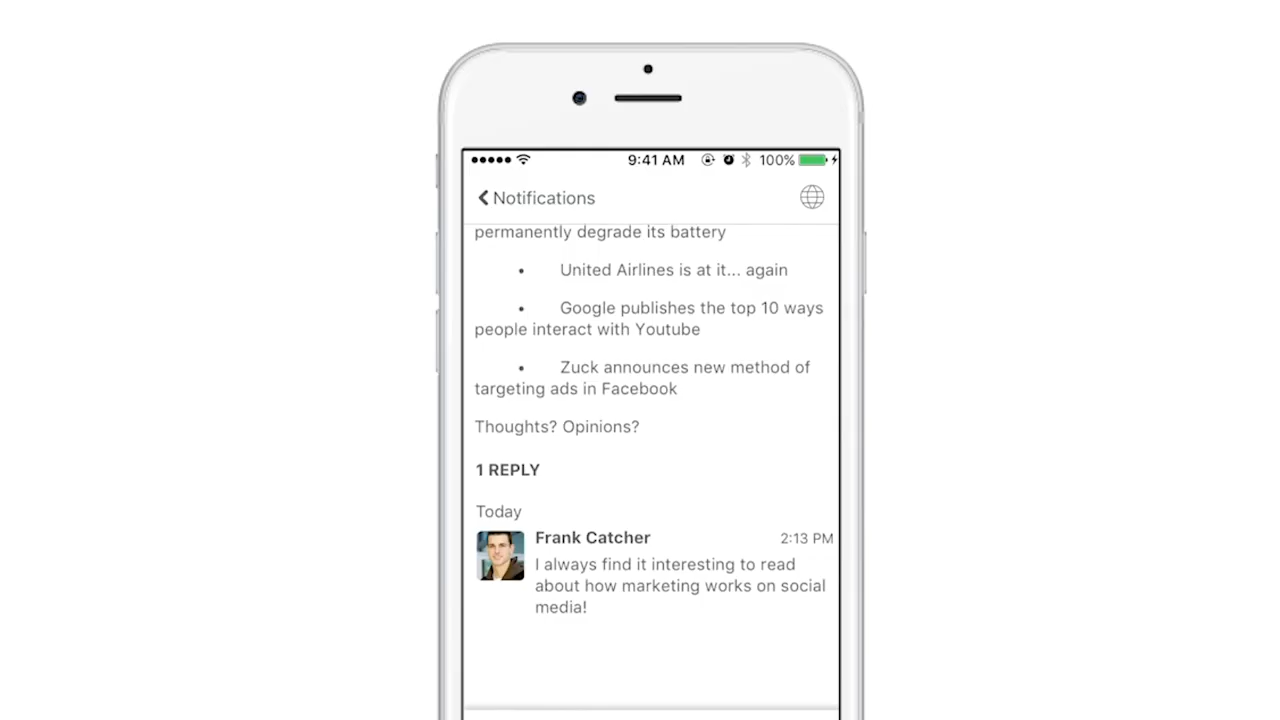 9:41 AM 100%
Notifications
permanently degrade its battery
• United Airlines is at it... again
• Google publishes the top 10 ways
people interact with Youtube
• Zuck announces new method of
targeting ads in Facebook
Thoughts? Opinions?
1 REPLY
Today
Frank Catcher 2:13 PM
I always find it interesting to read
about how marketing works on social
media!